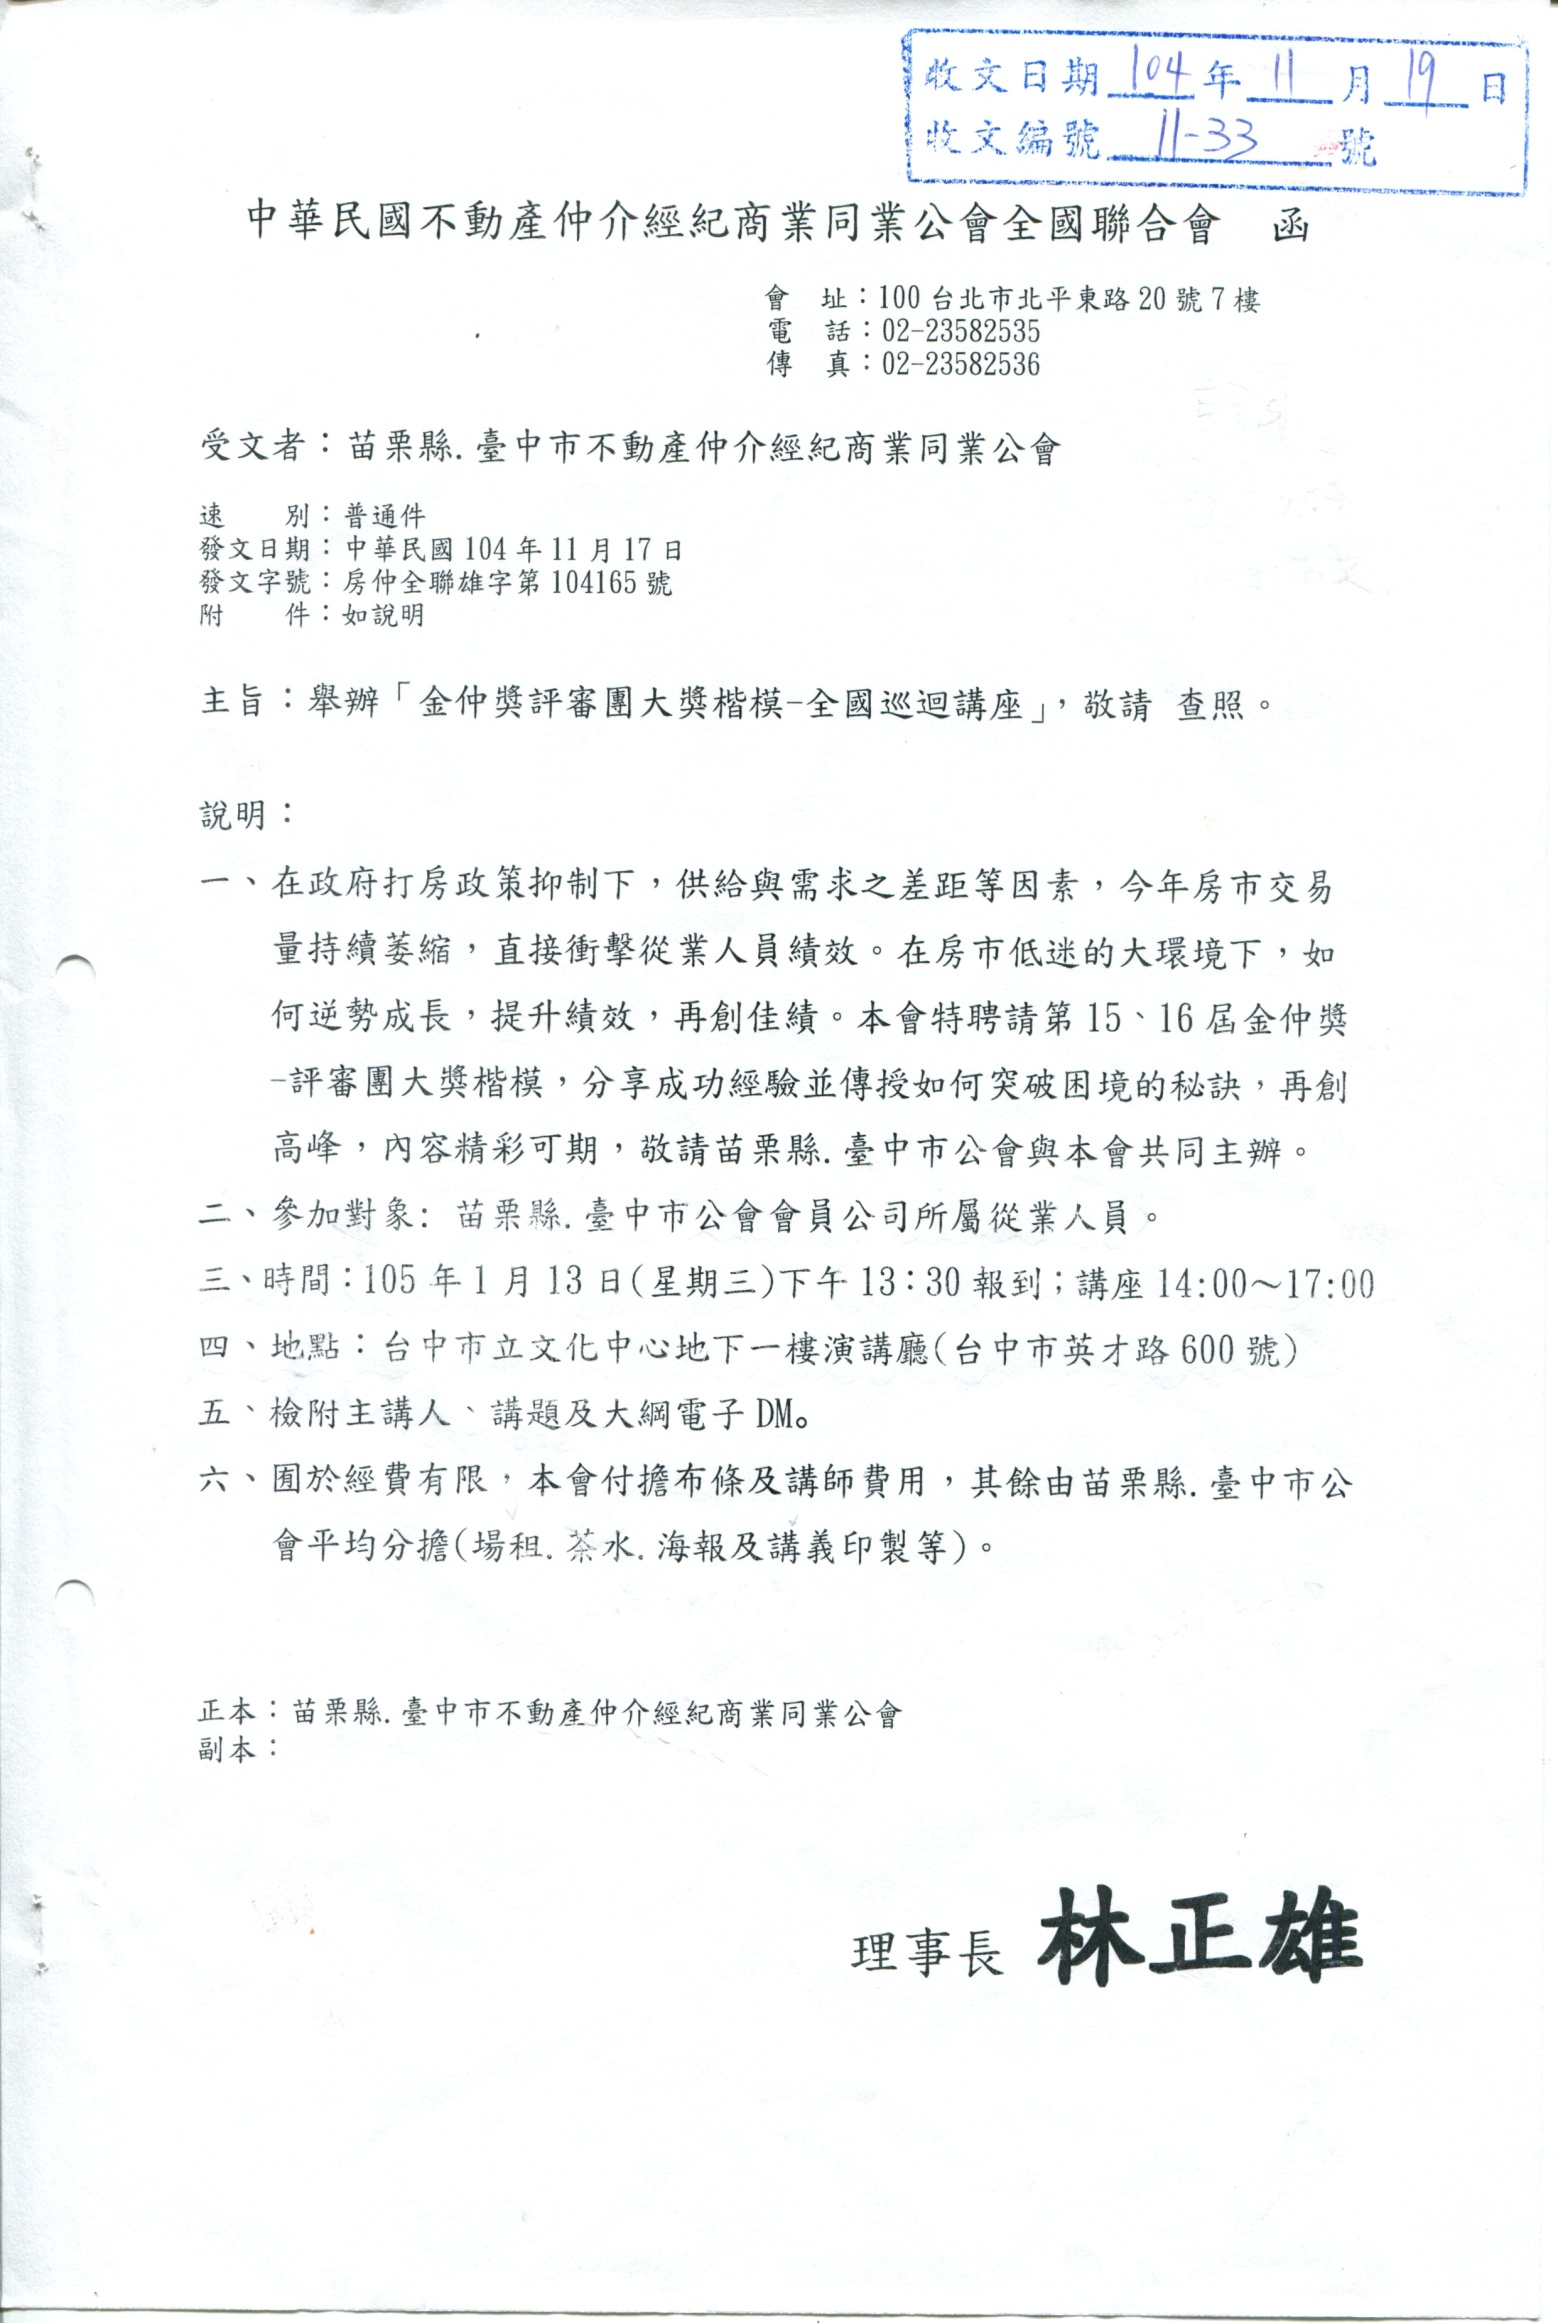 收文日期 104 年 11 月 19 日
收文編號 11-33 號
中華民國不動產仲介經紀商業同業公會全國聯合會　函
會　址：100 台北市北平東路 20 號 7 樓
電　話：02-23582535
傳　真：02-23582536
受文者：苗栗縣.臺中市不動產仲介經紀商業同業公會
速　　別：普通件
發文日期：中華民國 104 年 11 月 17 日
發文字號：房仲全聯雄字第 104165 號
附　　件：如說明
主旨：舉辦「金仲獎評審團大獎楷模-全國巡迴講座」，敬請 查照。
說明：
一、在政府打房政策抑制下，供給與需求之差距等因素，今年房市交易
量持續萎縮，直接衝擊從業人員績效。在房市低迷的大環境下，如
何逆勢成長，提升績效，再創佳績。本會特聘請第 15、16 屆金仲獎
-評審團大獎楷模，分享成功經驗並傳授如何突破困境的秘訣，再創
高峰，內容精彩可期，敬請苗栗縣.臺中市公會與本會共同主辦。
二、參加對象: 苗栗縣.臺中市公會會員公司所屬從業人員。
三、時間：105 年 1 月 13 日(星期三)下午 13：30 報到；講座 14:00～17:00
四、地點：台中市立文化中心地下一樓演講廳(台中市英才路 600 號)
五、檢附主講人、講題及大綱電子 DM。
六、囿於經費有限，本會付擔布條及講師費用，其餘由苗栗縣.臺中市公
會平均分擔(場租.茶水.海報及講義印製等)。
正本：苗栗縣.臺中市不動產仲介經紀商業同業公會
副本：
理事長 林正雄